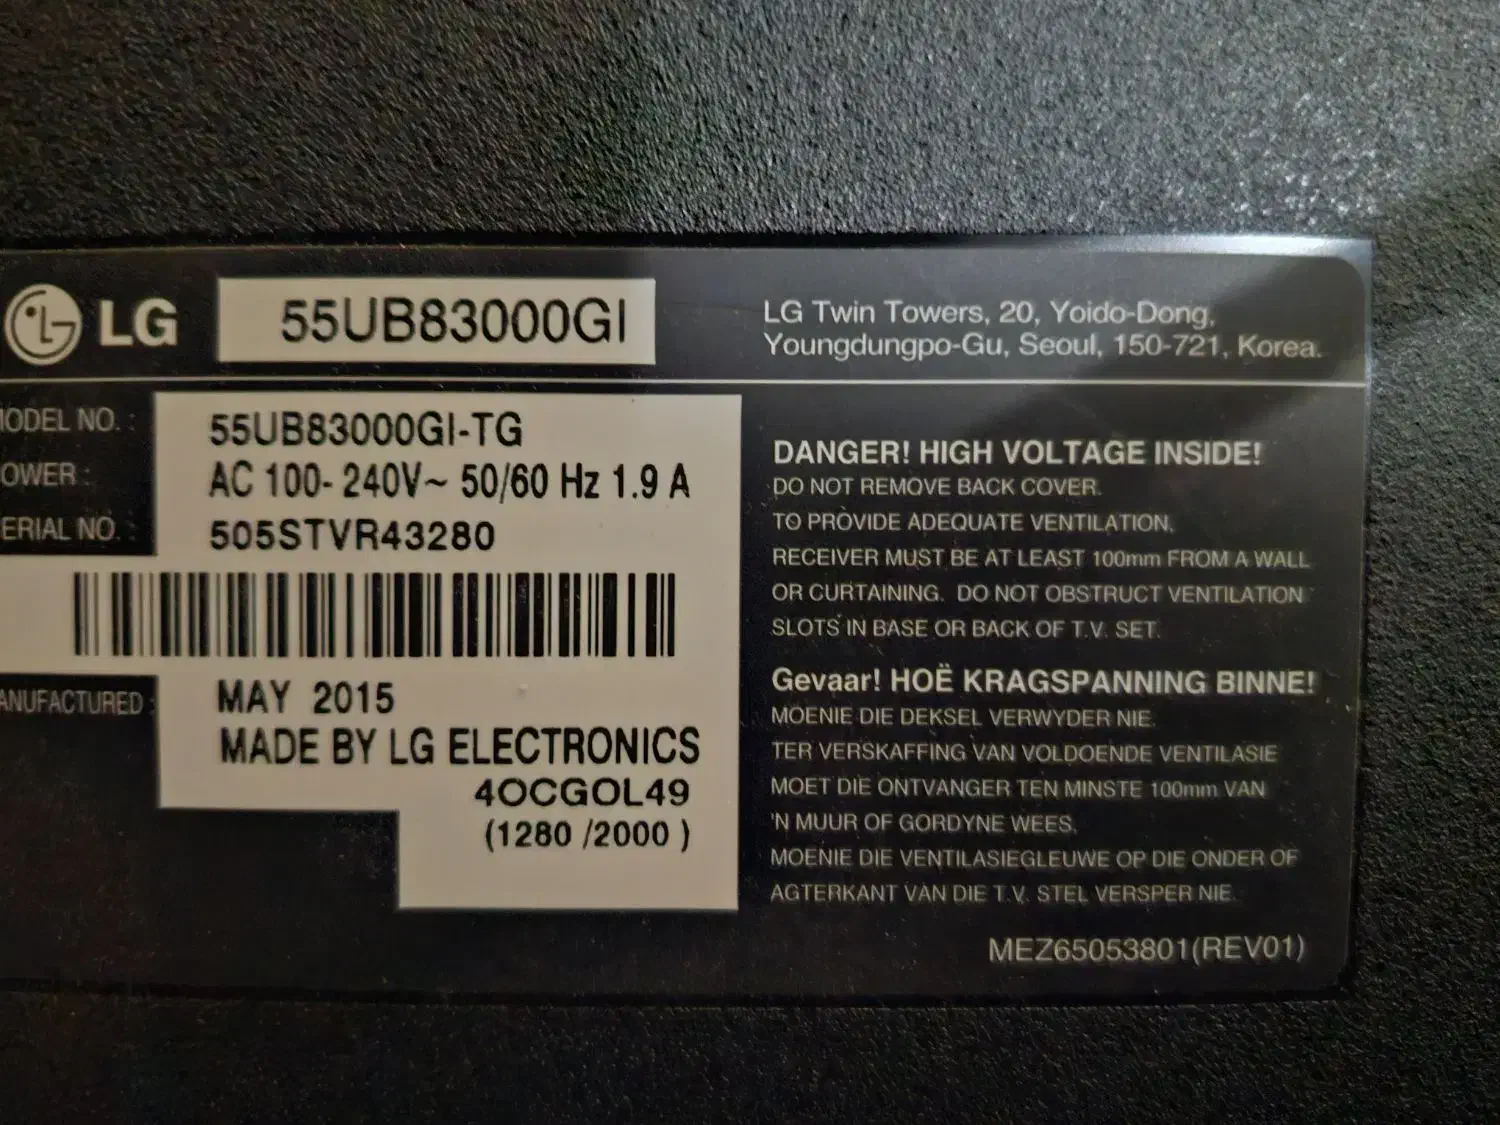 LG 55UB83000GI
LG Twin Towers, 20, Yoido-Dong,
Youngdungpo-Gu, Seoul, 150-721, Korea.
MODEL NO. : 55UB83000GI-TG
OWER : AC 100- 240V~ 50/60 Hz 1.9 A
ERIAL NO. : 505STVR43280
ANUFACTURED : MAY 2015
MADE BY LG ELECTRONICS
4OCGOL49
(1280 /2000 )
DANGER! HIGH VOLTAGE INSIDE!
DO NOT REMOVE BACK COVER.
TO PROVIDE ADEQUATE VENTILATION,
RECEIVER MUST BE AT LEAST 100mm FROM A WALL
OR CURTAINING. DO NOT OBSTRUCT VENTILATION
SLOTS IN BASE OR BACK OF T.V. SET.
Gevaar! HOË KRAGSPANNING BINNE!
MOENIE DIE DEKSEL VERWYDER NIE.
TER VERSKAFFING VAN VOLDOENDE VENTILASIE
MOET DIE ONTVANGER TEN MINSTE 100mm VAN
'N MUUR OF GORDYNE WEES.
MOENIE DIE VENTILASIEGLEUWE OP DIE ONDER OF
AGTERKANT VAN DIE T.V. STEL VERSPER NIE.
MEZ65053801(REV01)